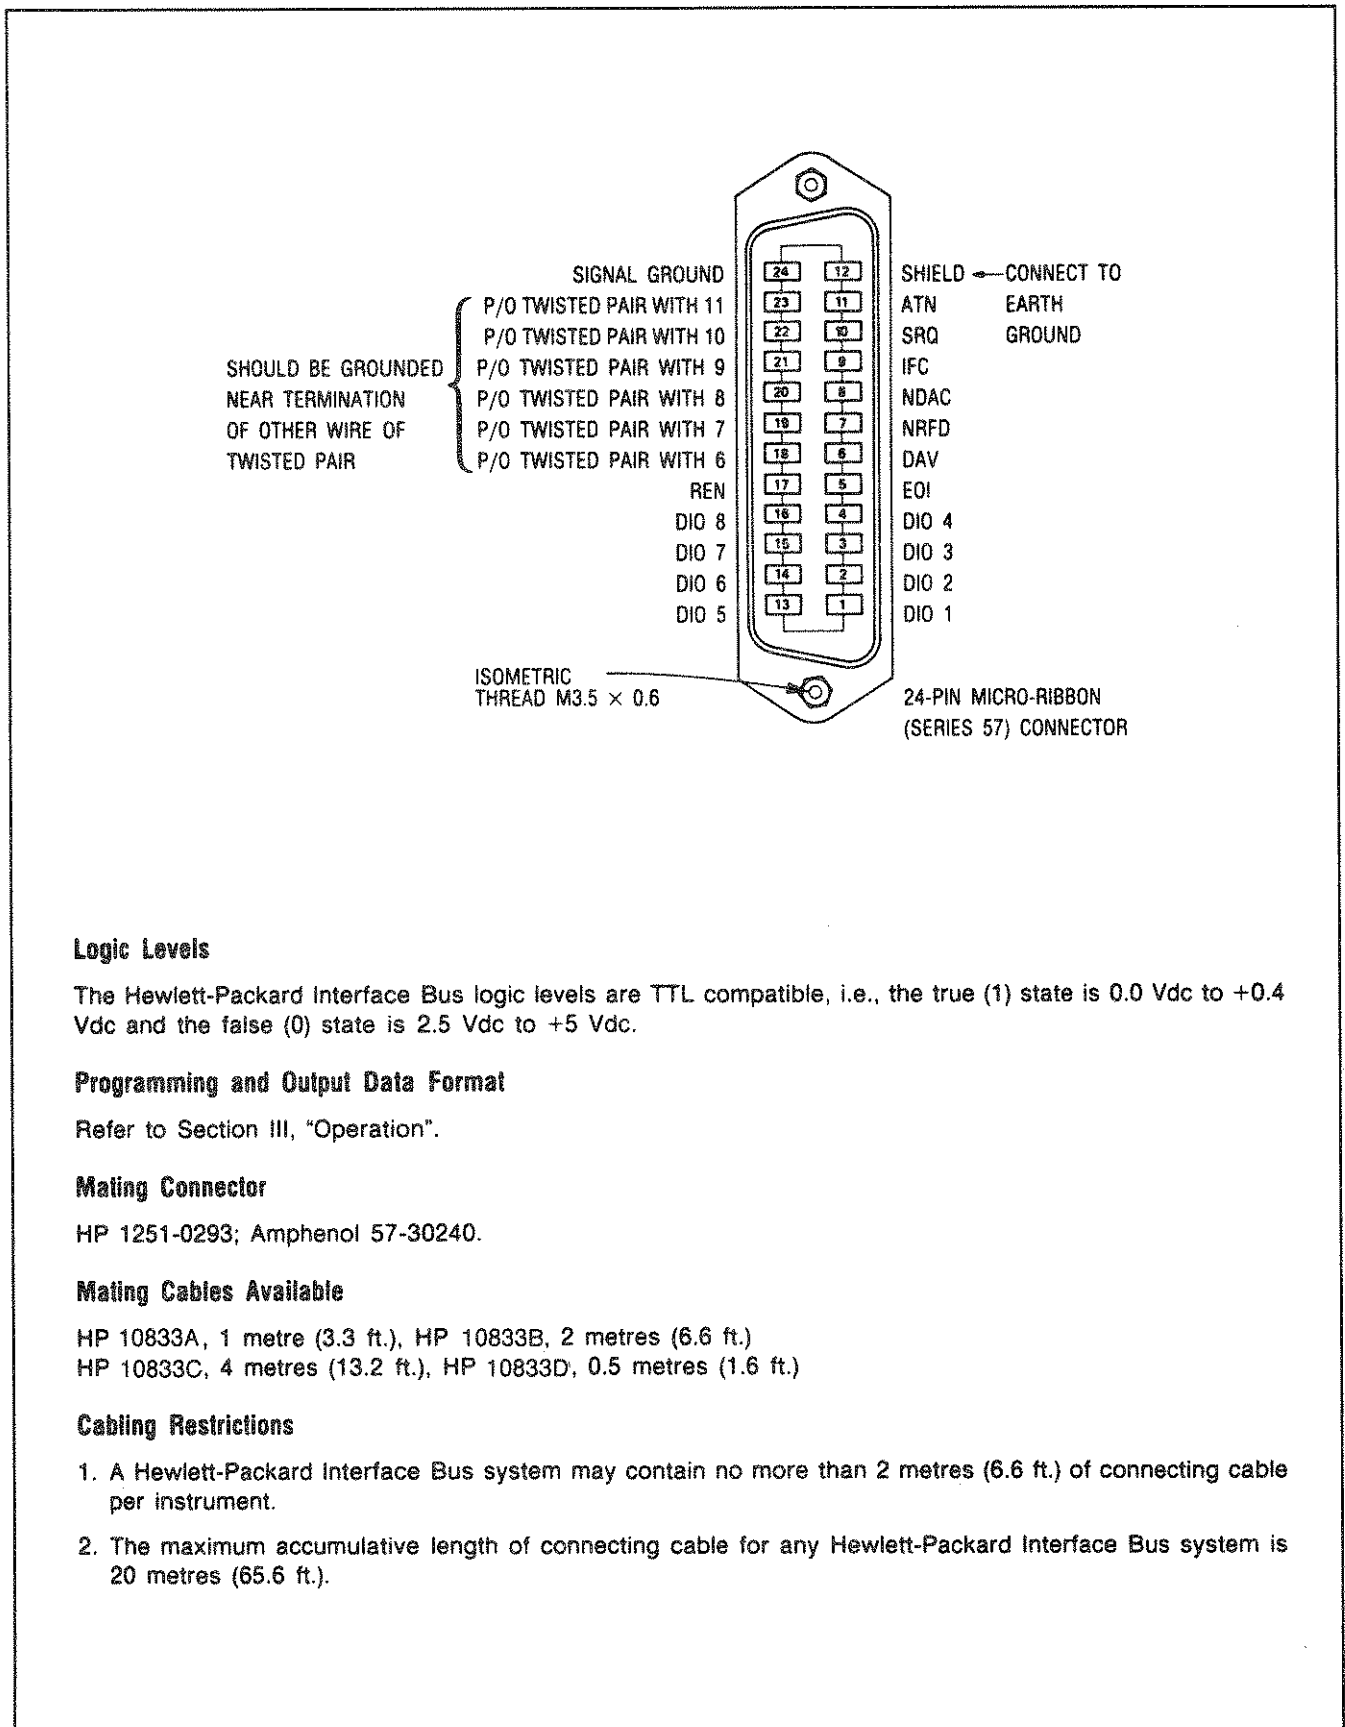 SIGNAL GROUND 24 12 SHIELD ← CONNECT TO
P/O TWISTED PAIR WITH 11 23 11 ATN EARTH
P/O TWISTED PAIR WITH 10 22 10 SRQ GROUND
SHOULD BE GROUNDED P/O TWISTED PAIR WITH 9 21 9 IFC
NEAR TERMINATION P/O TWISTED PAIR WITH 8 20 8 NDAC
OF OTHER WIRE OF P/O TWISTED PAIR WITH 7 19 7 NRFD
TWISTED PAIR P/O TWISTED PAIR WITH 6 18 6 DAV
REN 17 5 EOI
DIO 8 16 4 DIO 4
DIO 7 15 3 DIO 3
DIO 6 14 2 DIO 2
DIO 5 13 1 DIO 1
ISOMETRIC
THREAD M3.5 × 0.6
24-PIN MICRO-RIBBON
(SERIES 57) CONNECTOR
Logic Levels
The Hewlett-Packard Interface Bus logic levels are TTL compatible, i.e., the true (1) state is 0.0 Vdc to +0.4
Vdc and the false (0) state is 2.5 Vdc to +5 Vdc.
Programming and Output Data Format
Refer to Section III, "Operation".
Mating Connector
HP 1251-0293; Amphenol 57-30240.
Mating Cables Available
HP 10833A, 1 metre (3.3 ft.), HP 10833B, 2 metres (6.6 ft.)
HP 10833C, 4 metres (13.2 ft.), HP 10833D, 0.5 metres (1.6 ft.)
Cabling Restrictions
1. A Hewlett-Packard Interface Bus system may contain no more than 2 metres (6.6 ft.) of connecting cable
per instrument.
2. The maximum accumulative length of connecting cable for any Hewlett-Packard Interface Bus system is
20 metres (65.6 ft.).